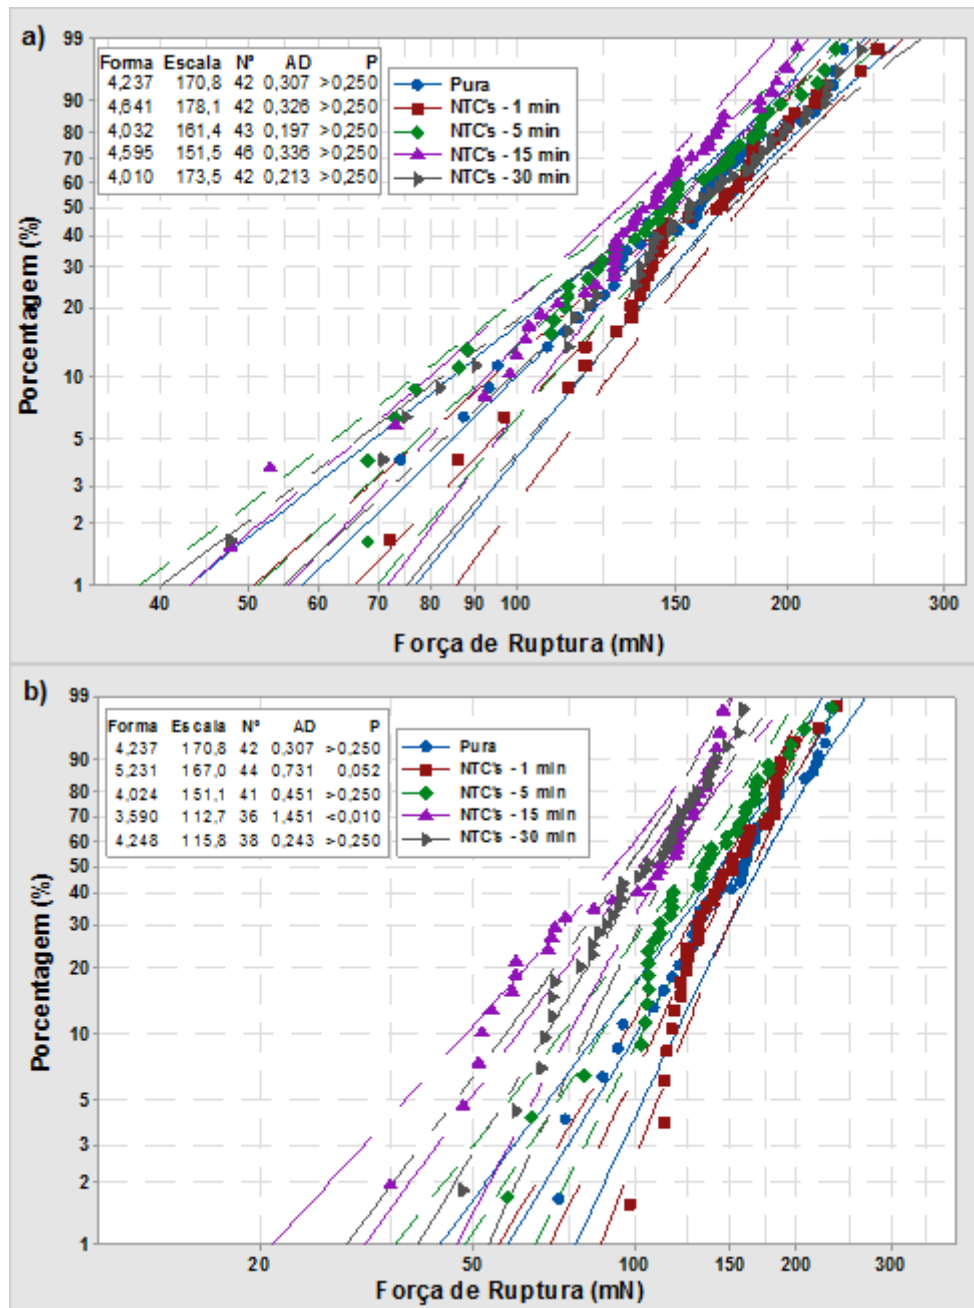 a)
Forma Escala Nº AD P
4,237 170,8 42 0,307 >0,250
4,641 178,1 42 0,326 >0,250
4,032 161,4 43 0,197 >0,250
4,595 151,5 46 0,336 >0,250
4,010 173,5 42 0,213 >0,250
Pura
NTC's - 1 min
NTC's - 5 min
NTC's - 15 min
NTC's - 30 min
Porcentagem (%)
99
90
80
70
60
50
40
30
20
10
5
3
2
1
40 50 60 70 80 90 100 150 200 300
Força de Ruptura (mN)
b)
Forma Escala Nº AD P
4,237 170,8 42 0,307 >0,250
5,231 167,0 44 0,731 0,052
4,024 151,1 41 0,451 >0,250
3,590 112,7 36 1,451 <0,010
4,248 115,8 38 0,243 >0,250
Pura
NTC's - 1 min
NTC's - 5 min
NTC's - 15 min
NTC's - 30 min
Porcentagem (%)
99
90
80
70
60
50
40
30
20
10
5
3
2
1
20 50 100 150 200 300
Força de Ruptura (mN)